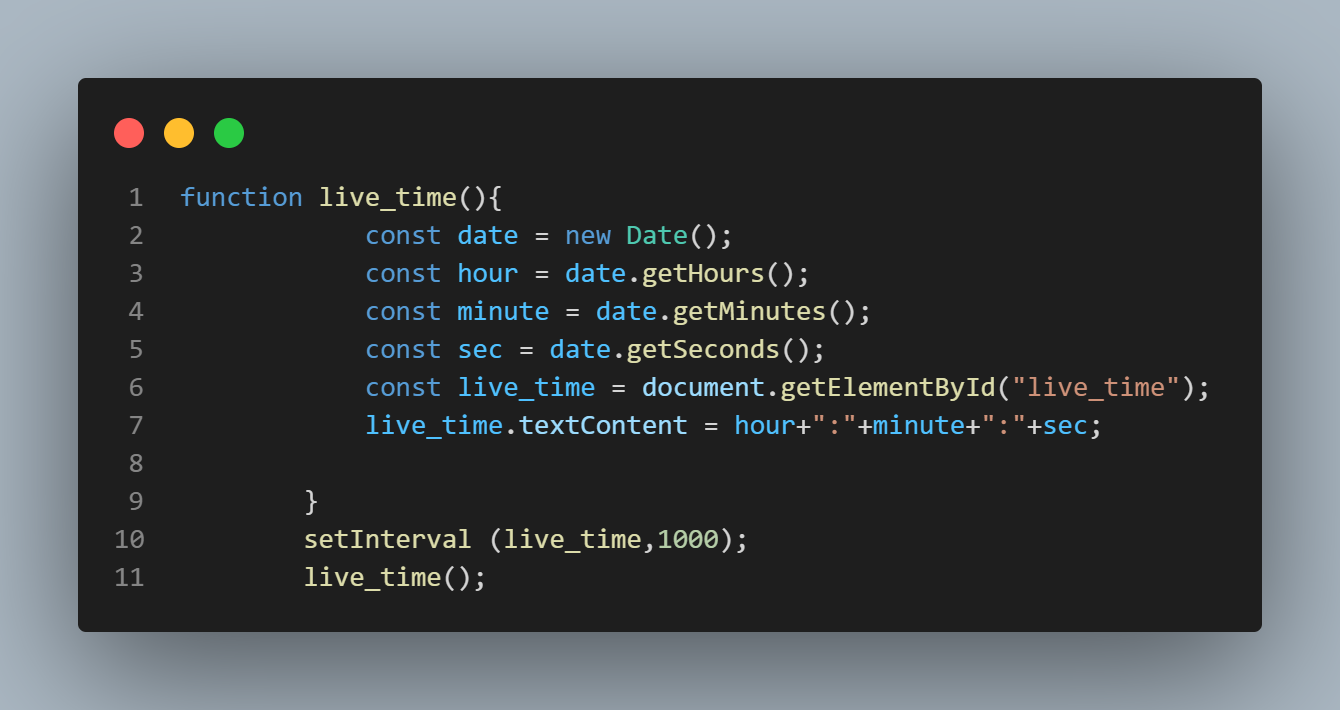 1 function live_time(){
2             const date = new Date();
3             const hour = date.getHours();
4             const minute = date.getMinutes();
5             const sec = date.getSeconds();
6             const live_time = document.getElementById("live_time");
7             live_time.textContent = hour+":"+minute+":"+sec;
8
9         }
10         setInterval (live_time,1000);
11         live_time();